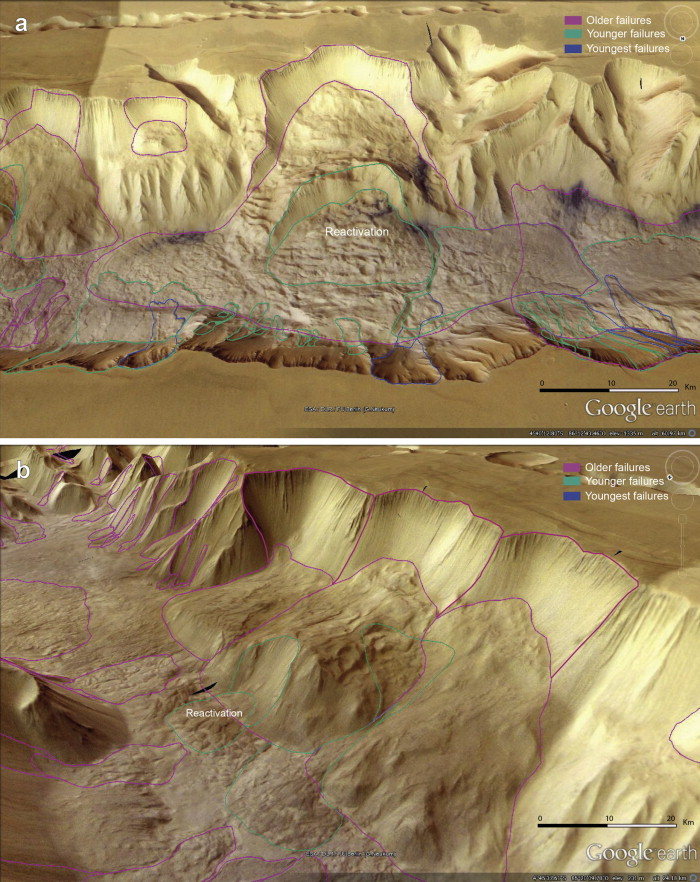 a
Older failures
Younger failures
Youngest failures
Reactivation
0 10 20 Km
Google earth
b
Older failures
Younger failures
Youngest failures
Reactivation
0 10 20 Km
Google earth